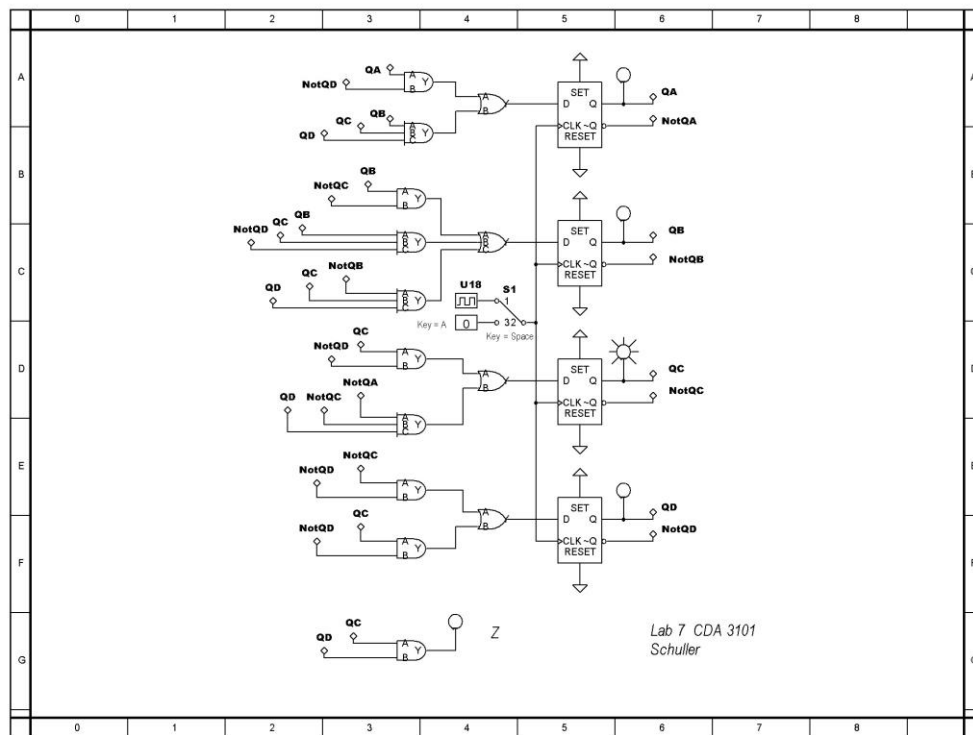 0 1 2 3 4 5 6 7 8
A A
QA
NotQD
A
B
Y
QB
QC
QD
A
B
C
Y
A
B
SET
D Q
CLK ~Q
RESET
QA
NotQA
B B
QB
NotQC
A
B
Y
QB
QC
NotQD
A
B
C
Y
A
B
C
SET
D Q
CLK ~Q
RESET
QB
NotQB
C C
NotQB
QC
QD
A
B
C
Y
U18 S1
1
Key = A 0 32
Key = Space
D D
QC
NotQD
A
B
Y
NotQA
QD NotQC
A
B
C
Y
A
B
SET
D Q
CLK ~Q
RESET
QC
NotQC
E E
NotQC
NotQD
A
B
Y
QC
NotQD
A
B
Y
A
B
SET
D Q
CLK ~Q
RESET
QD
NotQD
F F
G G
QC
QD
A
B
Y
Z
Lab 7 CDA 3101
Schuller
0 1 2 3 4 5 6 7 8